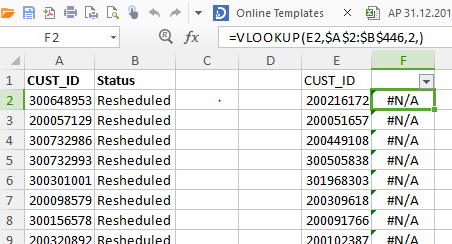 Online Templates AP 31.12.201
F2 =VLOOKUP(E2,$A$2:$B$446,2,)
A B C D E F
1 CUST_ID Status CUST_ID
2 300648953 Resheduled 200216172 #N/A
3 200057129 Resheduled 200051657 #N/A
4 300732986 Resheduled 200449108 #N/A
5 300732993 Resheduled 300505838 #N/A
6 300301001 Resheduled 301968303 #N/A
7 200098579 Resheduled 200309618 #N/A
8 300156578 Resheduled 200091766 #N/A
9 200320892 Resheduled 200102387 #N/A